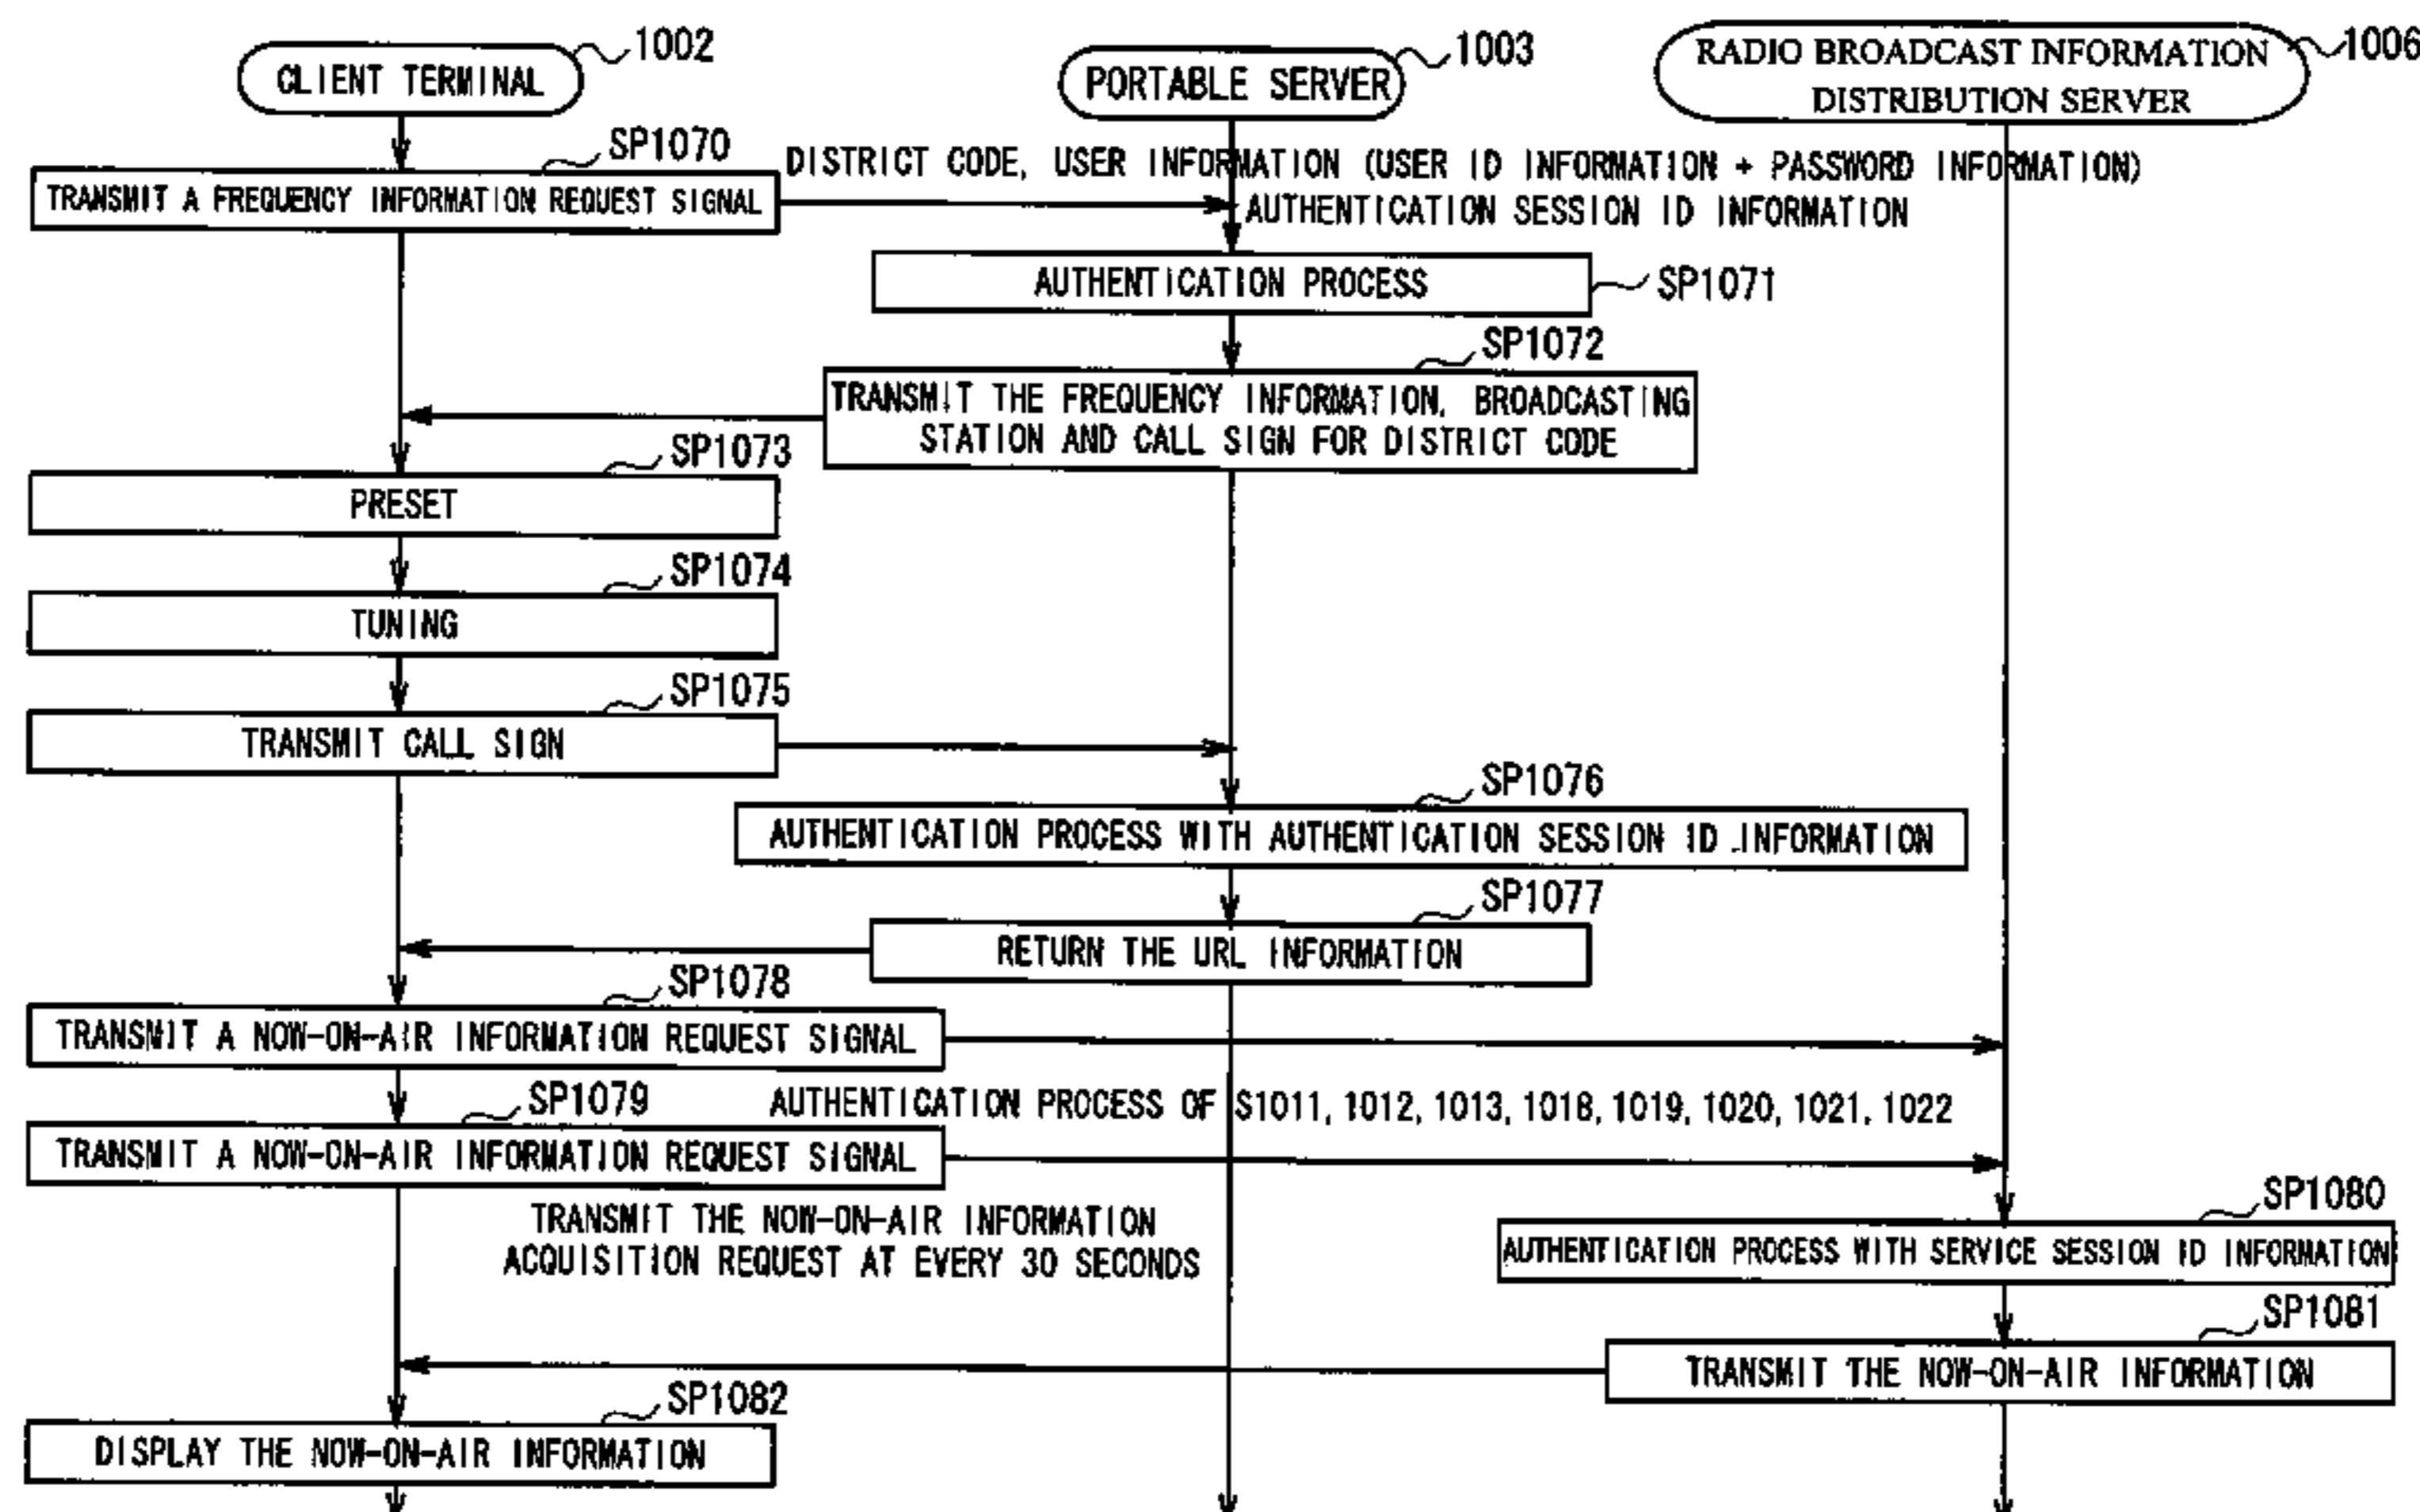 CLIENT TERMINAL
1002
PORTABLE SERVER
1003
RADIO BROADCAST INFORMATION
DISTRIBUTION SERVER
1006
SP1070
TRANSMIT A FREQUENCY INFORMATION REQUEST SIGNAL
DISTRICT CODE, USER INFORMATION (USER ID INFORMATION + PASSWORD INFORMATION)
AUTHENTICATION SESSION ID INFORMATION
AUTHENTICATION PROCESS
SP1071
SP1072
TRANSMIT THE FREQUENCY INFORMATION, BROADCASTING
STATION AND CALL SIGN FOR DISTRICT CODE
SP1073
PRESET
SP1074
TUNING
SP1075
TRANSMIT CALL SIGN
SP1076
AUTHENTICATION PROCESS WITH AUTHENTICATION SESSION ID INFORMATION
SP1077
RETURN THE URL INFORMATION
SP1078
TRANSMIT A NOW-ON-AIR INFORMATION REQUEST SIGNAL
SP1079
AUTHENTICATION PROCESS OF S1011, 1012, 1013, 1018, 1019, 1020, 1021, 1022
TRANSMIT A NOW-ON-AIR INFORMATION REQUEST SIGNAL
TRANSMIT THE NOW-ON-AIR INFORMATION
ACQUISITION REQUEST AT EVERY 30 SECONDS
SP1080
AUTHENTICATION PROCESS WITH SERVICE SESSION ID INFORMATION
SP1081
TRANSMIT THE NOW-ON-AIR INFORMATION
SP1082
DISPLAY THE NOW-ON-AIR INFORMATION